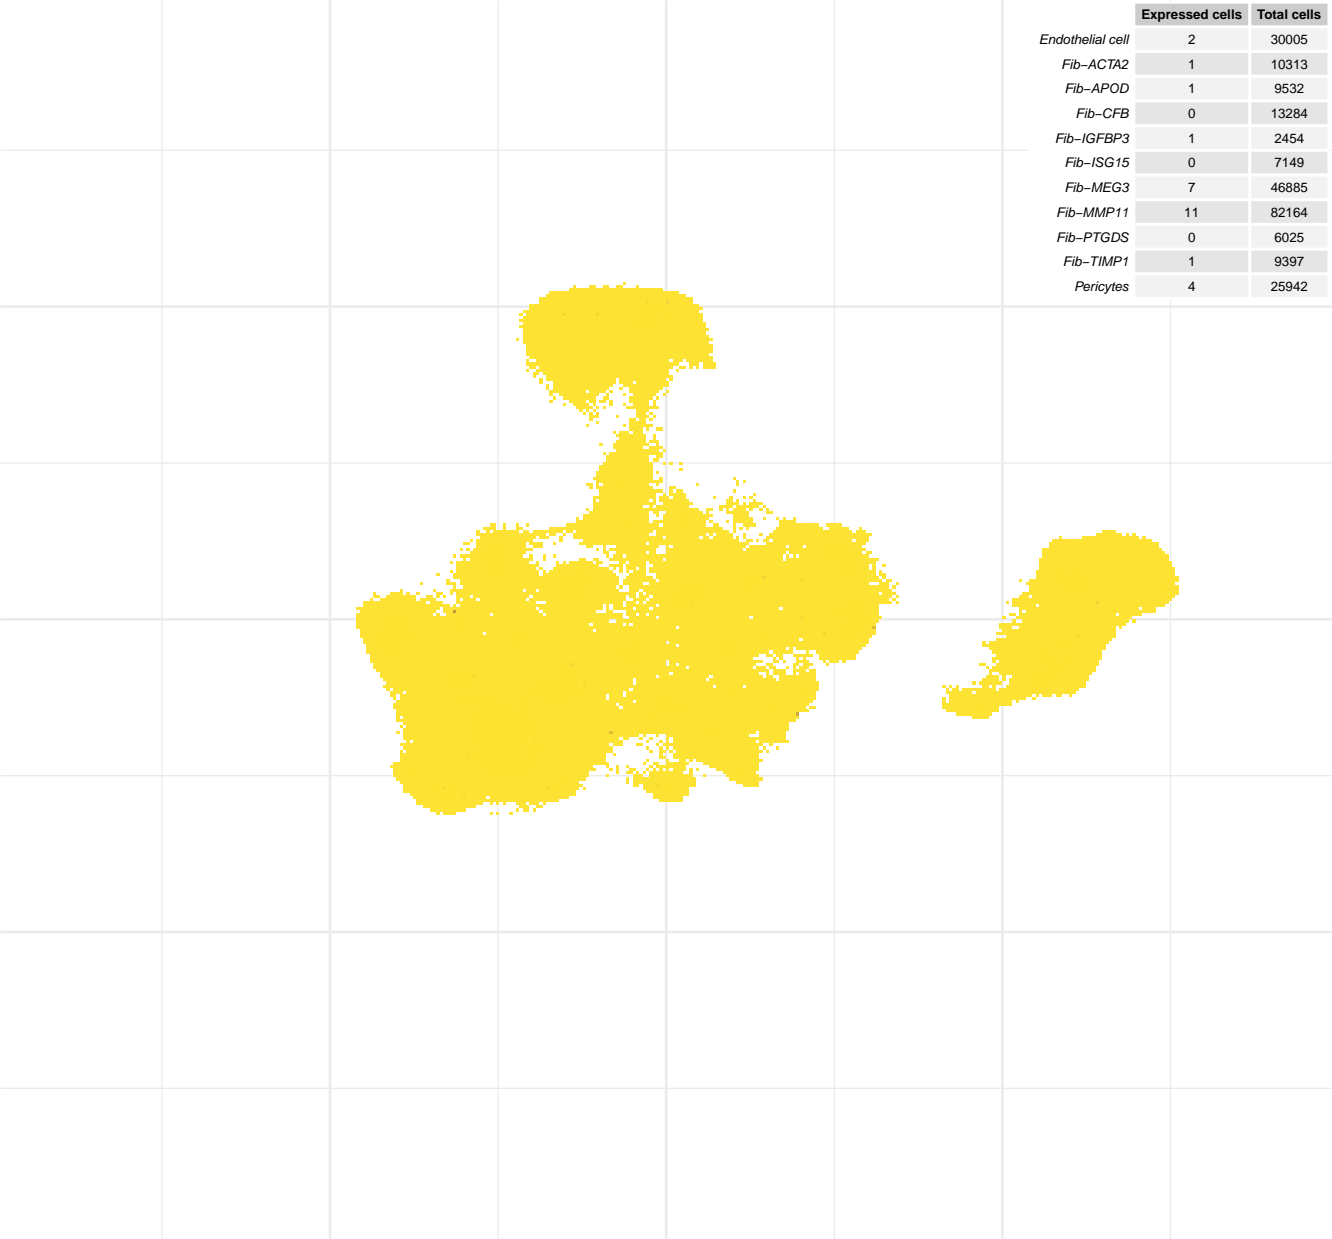 Expressed cells Total cells
Endothelial cell 2 30005
Fib−ACTA2 1 10313
Fib−APOD 1 9532
Fib−CFB 0 13284
Fib−IGFBP3 1 2454
Fib−ISG15 0 7149
Fib−MEG3 7 46885
Fib−MMP11 11 82164
Fib−PTGDS 0 6025
Fib−TIMP1 1 9397
Pericytes 4 25942